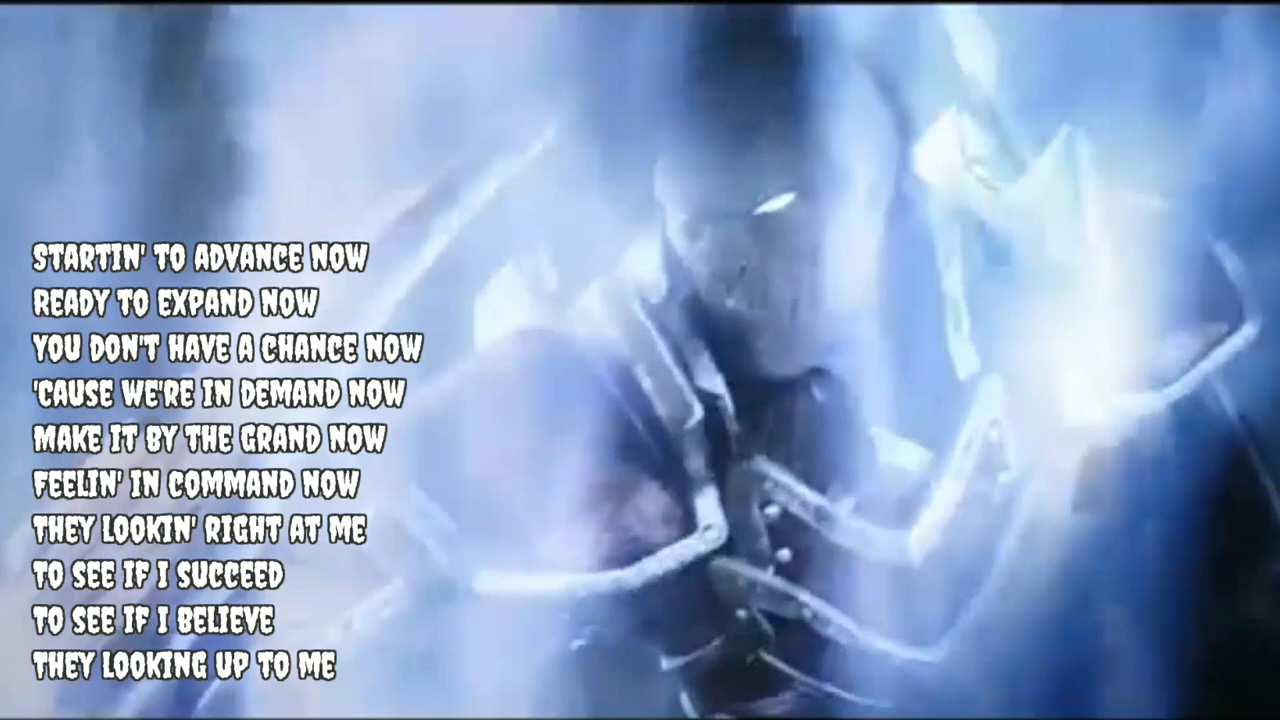 STARTIN' TO ADVANCE NOW
READY TO EXPAND NOW
YOU DON'T HAVE A CHANCE NOW
'CAUSE WE'RE IN DEMAND NOW
MAKE IT BY THE GRAND NOW
FEELIN' IN COMMAND NOW
THEY LOOKIN' RIGHT AT ME
TO SEE IF I SUCCEED
TO SEE IF I BELIEVE
THEY LOOKING UP TO ME